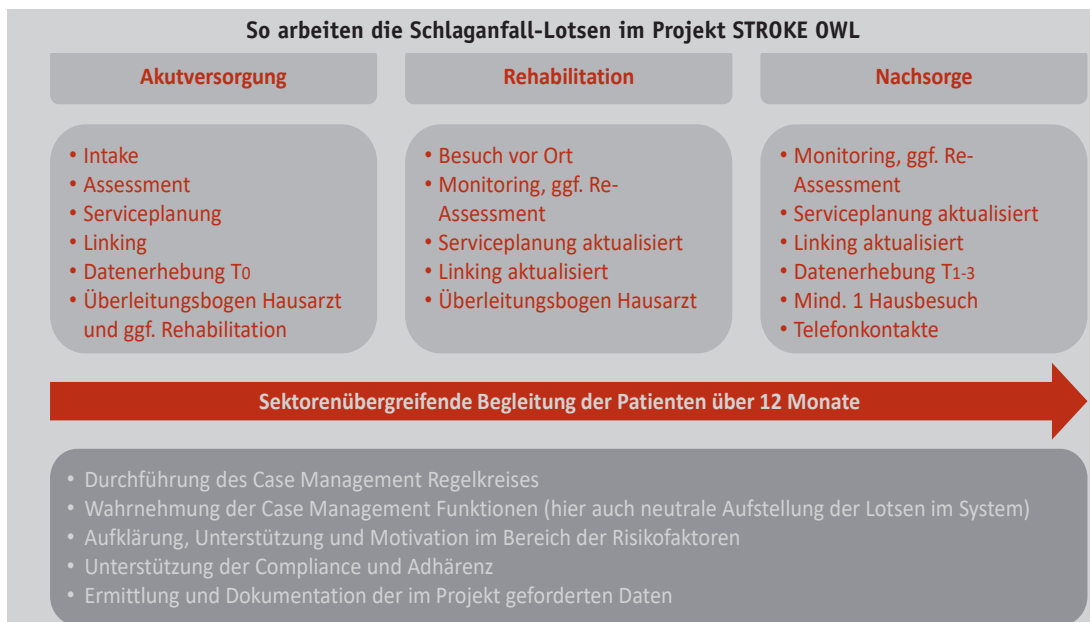 So arbeiten die Schlaganfall-Lotsen im Projekt STROKE OWL
Akutversorgung
• Intake
• Assessment
• Serviceplanung
• Linking
• Datenerhebung T0
• Überleitungsbogen Hausarzt
und ggf. Rehabilitation
Rehabilitation
• Besuch vor Ort
• Monitoring, ggf. Re-
Assessment
• Serviceplanung aktualisiert
• Linking aktualisiert
• Überleitungsbogen Hausarzt
Nachsorge
• Monitoring, ggf. Re-
Assessment
• Serviceplanung aktualisiert
• Linking aktualisiert
• Datenerhebung T1-3
• Mind. 1 Hausbesuch
• Telefonkontakte
Sektorenübergreifende Begleitung der Patienten über 12 Monate
• Durchführung des Case Management Regelkreises
• Wahrnehmung der Case Management Funktionen (hier auch neutrale Aufstellung der Lotsen im System)
• Aufklärung, Unterstützung und Motivation im Bereich der Risikofaktoren
• Unterstützung der Compliance und Adhärenz
• Ermittlung und Dokumentation der im Projekt geforderten Daten